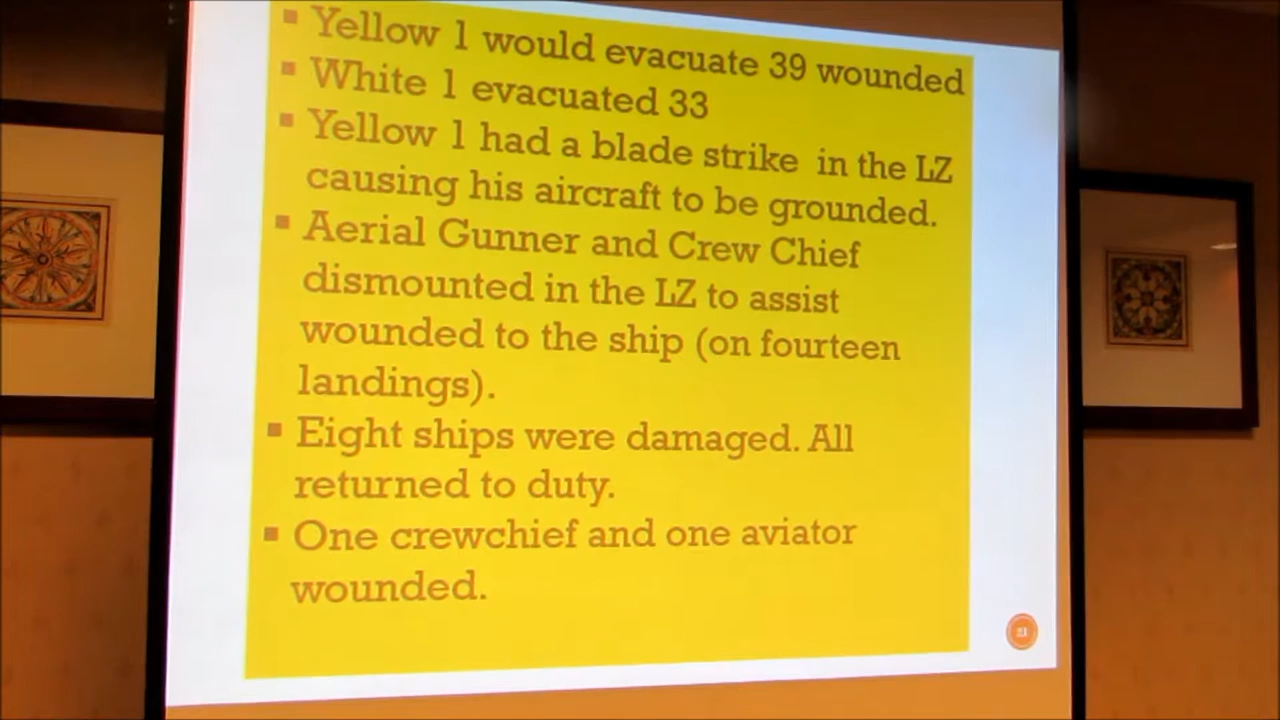 ▪ Yellow 1 would evacuate 39 wounded
▪ White 1 evacuated 33
▪ Yellow 1 had a blade strike in the LZ
causing his aircraft to be grounded.
▪ Aerial Gunner and Crew Chief
dismounted in the LZ to assist
wounded to the ship (on fourteen
landings).
▪ Eight ships were damaged. All
returned to duty.
▪ One crewchief and one aviator
wounded.
21